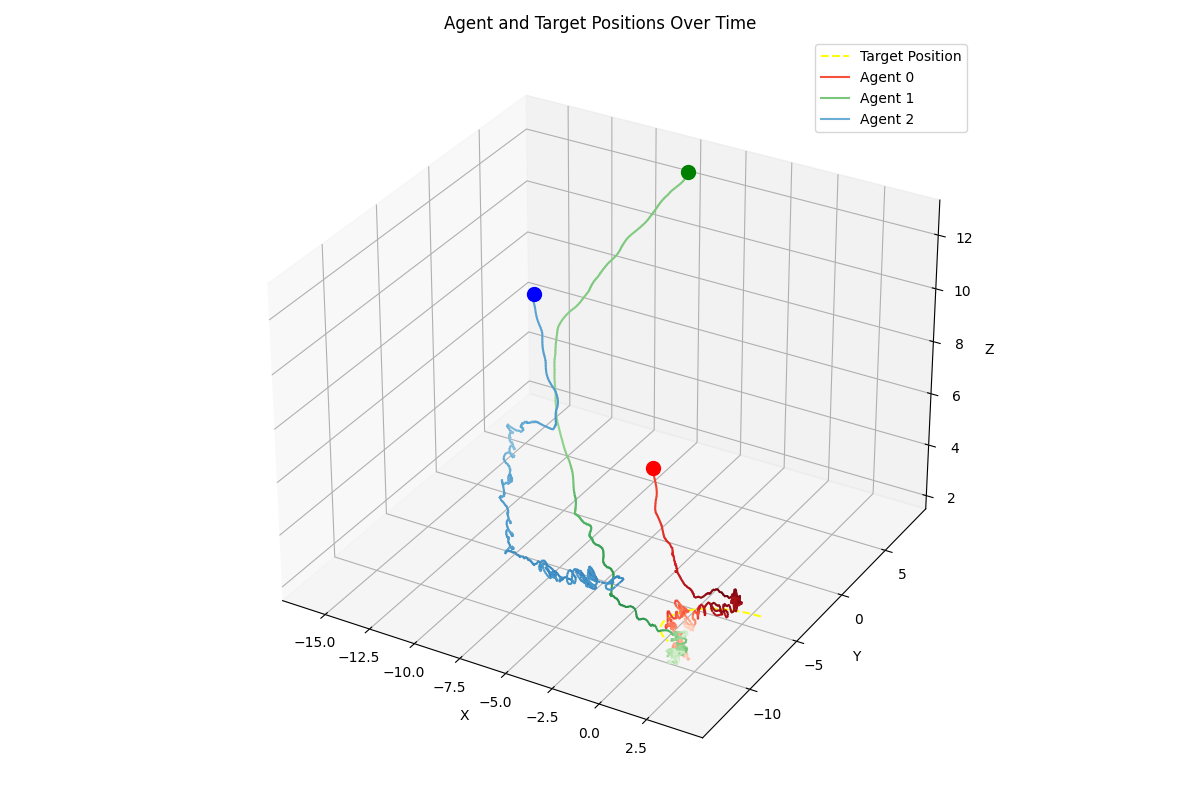 Agent and Target Positions Over Time
Target Position
Agent 0
Agent 1
Agent 2
12
10
8
6
4
2
Z
5
0
−5
−10
Y
−15.0
−12.5
−10.0
−7.5
−5.0
−2.5
0.0
2.5
X